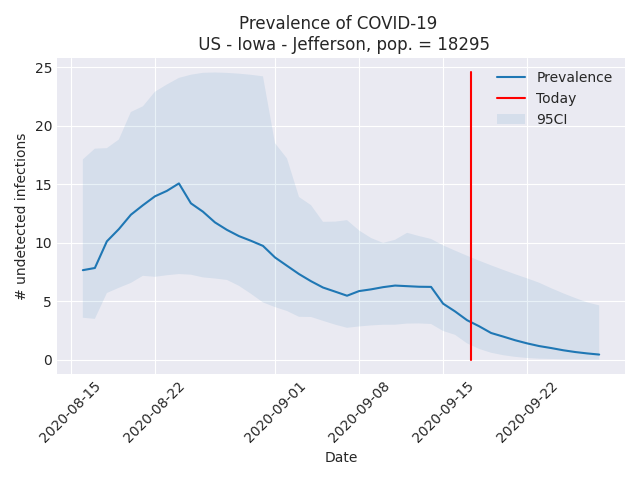 Prevalence of COVID-19
US - Iowa - Jefferson, pop. = 18295
25
20
15
10
5
0
# undetected infections
Prevalence
Today
95CI
2020-08-15
2020-08-22
2020-09-01
2020-09-08
2020-09-15
2020-09-22
Date